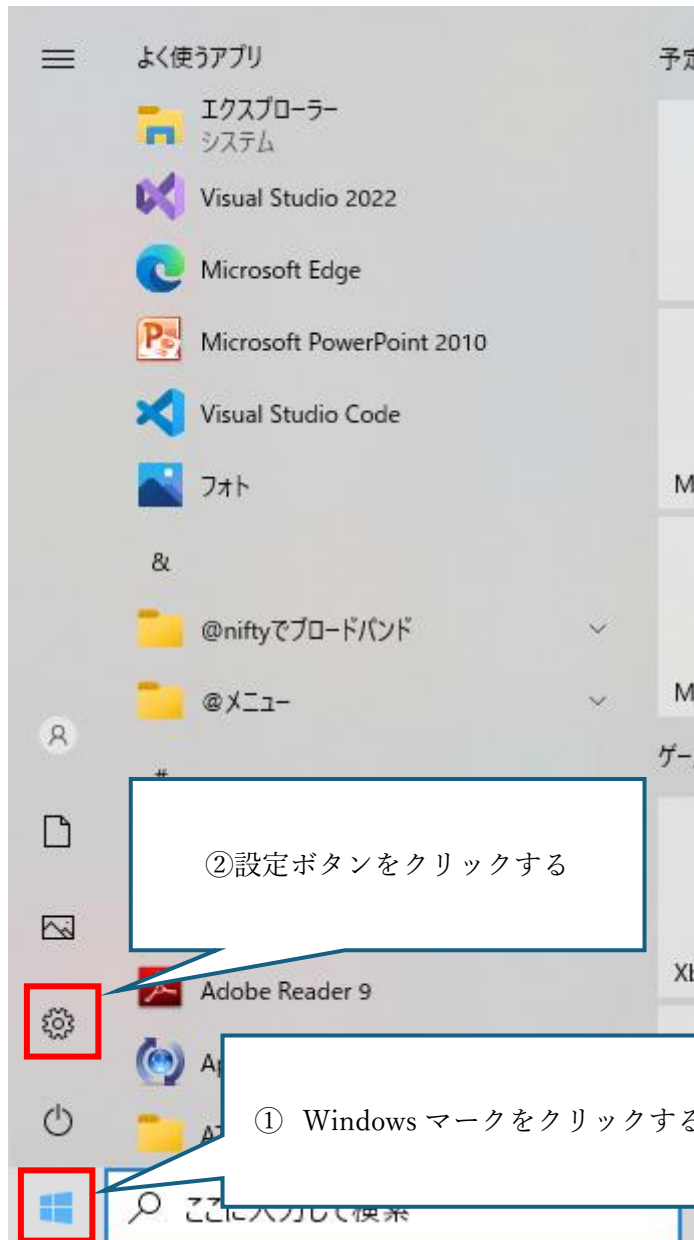 よく使うアプリ
予定
エクスプローラー
システム
Visual Studio 2022
Microsoft Edge
Microsoft PowerPoint 2010
Visual Studio Code
フォト
M
&
@niftyでブロードバンド
@メニュー
M
ゲー
#
②設定ボタンをクリックする
Adobe Reader 9
Xb
A
① Windows マークをクリックする
A
ここに入力して検索